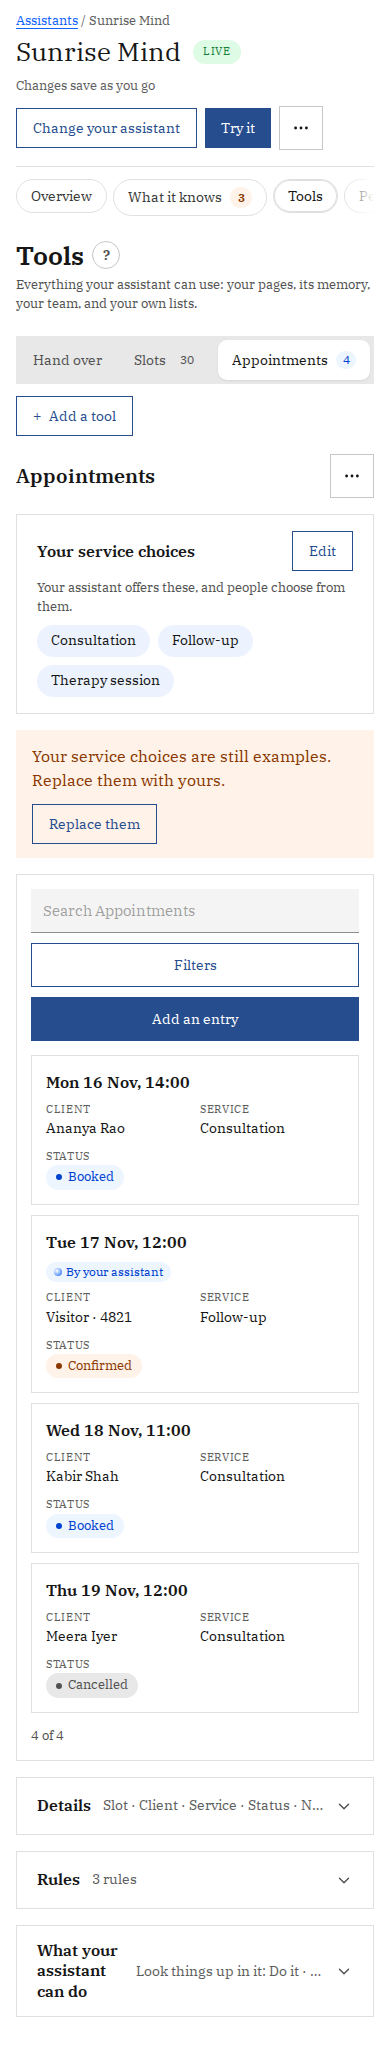 Assistants / Sunrise Mind
Sunrise Mind LIVE
Changes save as you go
Change your assistant Try it ...
Overview What it knows 3 Tools Pe
Tools ?
Everything your assistant can use: your pages, its memory,
your team, and your own lists.
Hand over Slots 30 Appointments 4
+ Add a tool
Appointments ...
Your service choices Edit
Your assistant offers these, and people choose from
them.
Consultation Follow-up
Therapy session
Your service choices are still examples.
Replace them with yours.
Replace them
Search Appointments
Filters
Add an entry
Mon 16 Nov, 14:00
CLIENT SERVICE
Ananya Rao Consultation
STATUS
Booked
Tue 17 Nov, 12:00
By your assistant
CLIENT SERVICE
Visitor · 4821 Follow-up
STATUS
Confirmed
Wed 18 Nov, 11:00
CLIENT SERVICE
Kabir Shah Consultation
STATUS
Booked
Thu 19 Nov, 12:00
CLIENT SERVICE
Meera Iyer Consultation
STATUS
Cancelled
4 of 4
Details Slot · Client · Service · Status · N...
Rules 3 rules
What your
assistant
can do
Look things up in it: Do it · ...